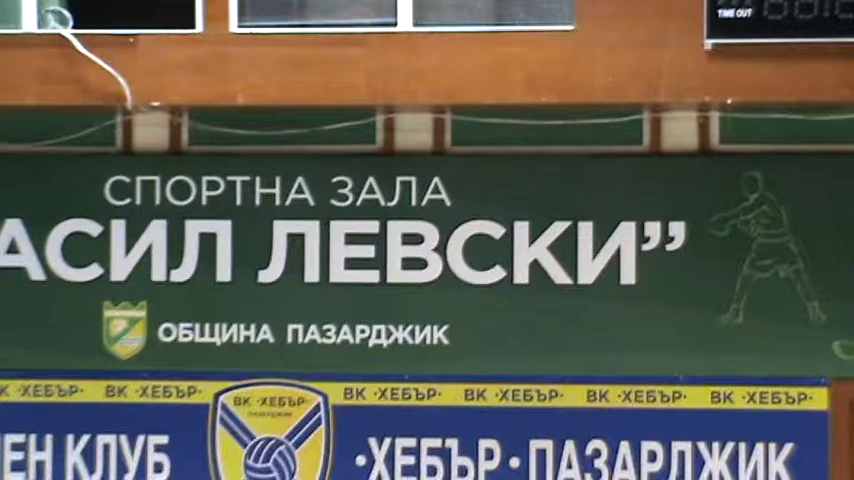 TIME OUT
СПОРТНА ЗАЛА
АСИЛ ЛЕВСКИ”
ОБЩИНА ПАЗАРДЖИК
ХЕБЪР· ВК ·ХЕБЪР· ВК ·ХЕБЪР· ВК ·ХЕБЪР· ВК ·ХЕБЪР· ВК ·ХЕБЪР·
ВК ·ХЕБЪР·
ПАЗАРДЖИК
ЕН КЛУБ ·ХЕБЪР·ПАЗАРДЖИК